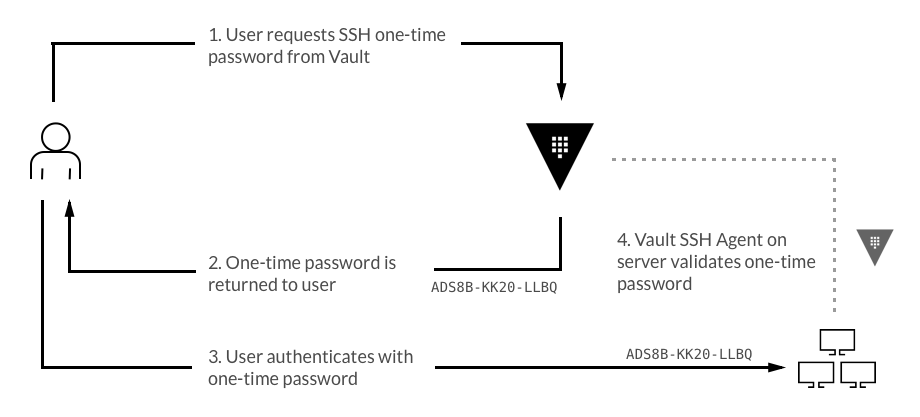 1. User requests SSH one-time
password from Vault
2. One-time password is
returned to user
ADS8B-KK20-LLBQ
4. Vault SSH Agent on
server validates one-time
password
3. User authenticates with
one-time password
ADS8B-KK20-LLBQ